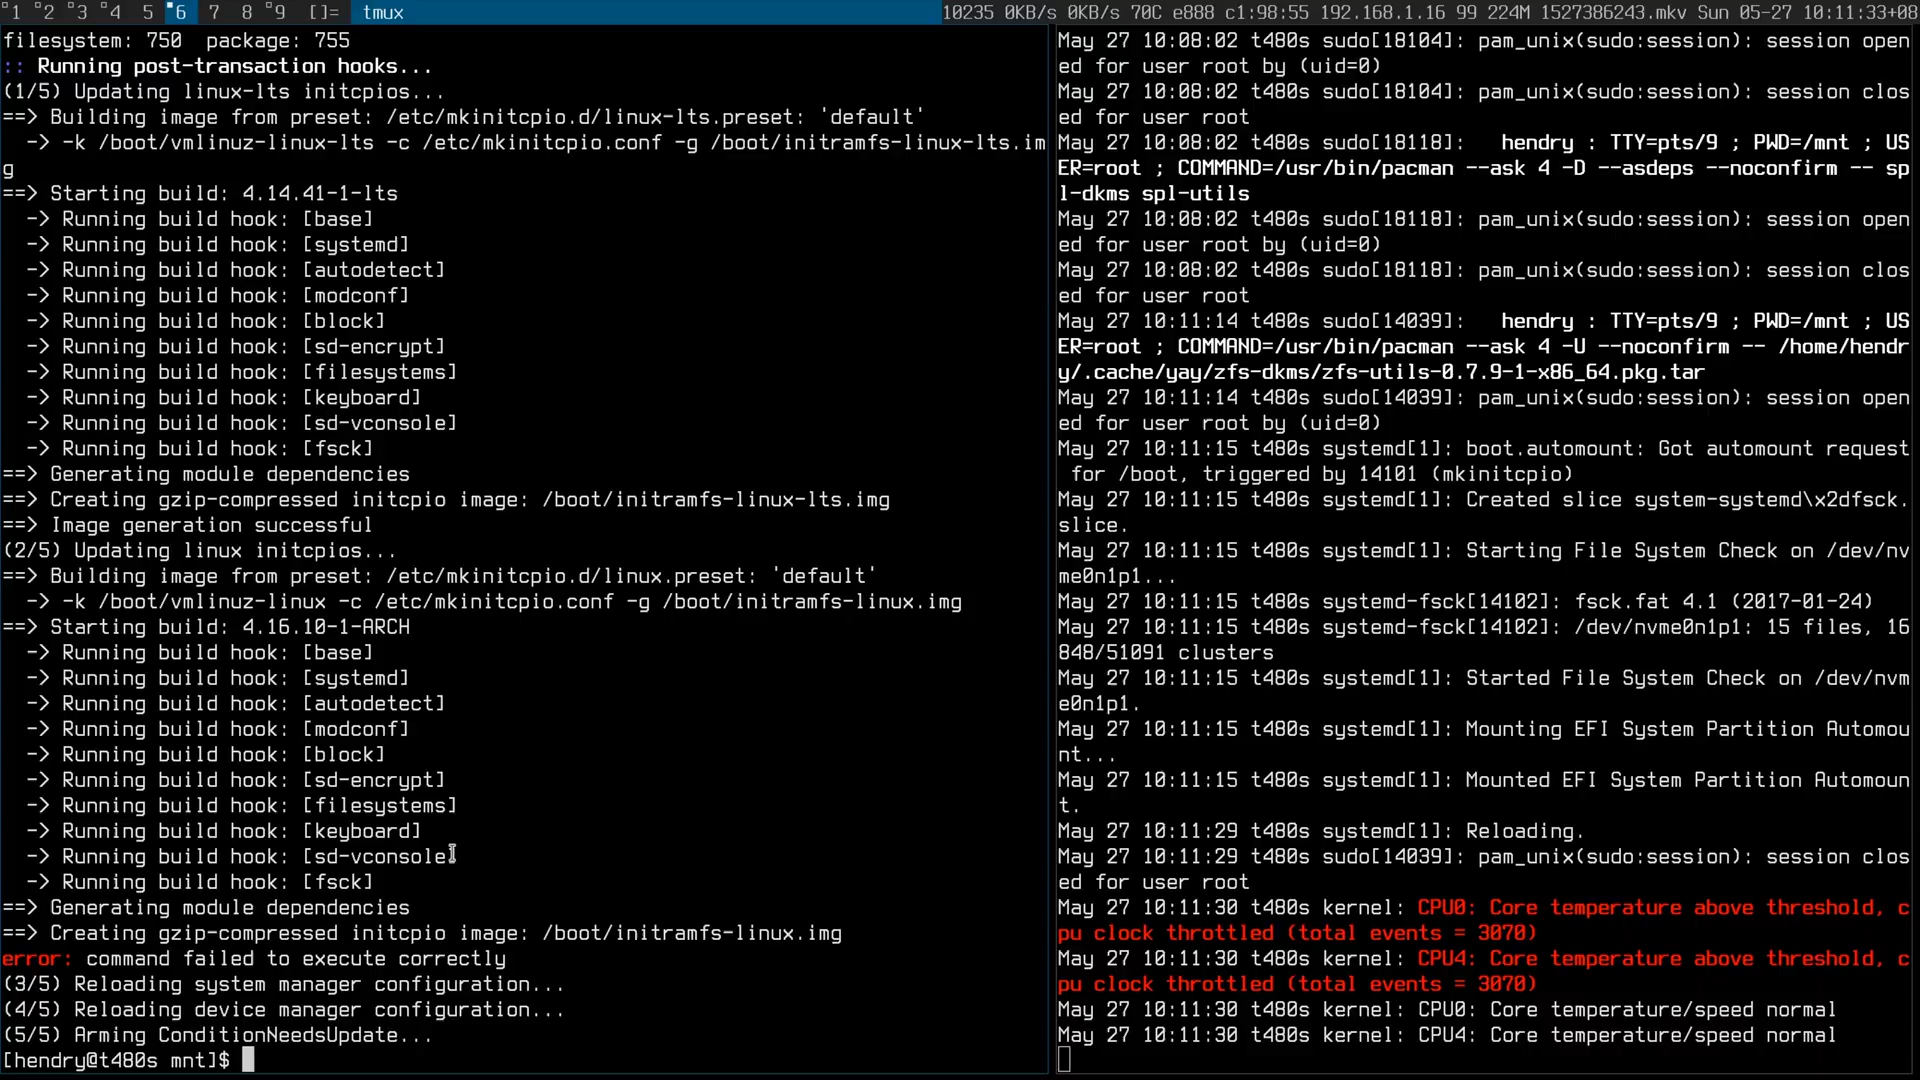 1 2 3 4 5 6 7 8 9 []= tmux 10235 0KB/s 0KB/s 70C e888 c1:98:55 192.168.1.16 99 224M 1527386243.mkv Sun 05-27 10:11:33+08
filesystem: 750  package: 755
:: Running post-transaction hooks...
(1/5) Updating linux-lts initcpios...
==> Building image from preset: /etc/mkinitcpio.d/linux-lts.preset: 'default'
  -> -k /boot/vmlinuz-linux-lts -c /etc/mkinitcpio.conf -g /boot/initramfs-linux-lts.im
g
==> Starting build: 4.14.41-1-lts
  -> Running build hook: [base]
  -> Running build hook: [systemd]
  -> Running build hook: [autodetect]
  -> Running build hook: [modconf]
  -> Running build hook: [block]
  -> Running build hook: [sd-encrypt]
  -> Running build hook: [filesystems]
  -> Running build hook: [keyboard]
  -> Running build hook: [sd-vconsole]
  -> Running build hook: [fsck]
==> Generating module dependencies
==> Creating gzip-compressed initcpio image: /boot/initramfs-linux-lts.img
==> Image generation successful
(2/5) Updating linux initcpios...
==> Building image from preset: /etc/mkinitcpio.d/linux.preset: 'default'
  -> -k /boot/vmlinuz-linux -c /etc/mkinitcpio.conf -g /boot/initramfs-linux.img
==> Starting build: 4.16.10-1-ARCH
  -> Running build hook: [base]
  -> Running build hook: [systemd]
  -> Running build hook: [autodetect]
  -> Running build hook: [modconf]
  -> Running build hook: [block]
  -> Running build hook: [sd-encrypt]
  -> Running build hook: [filesystems]
  -> Running build hook: [keyboard]
  -> Running build hook: [sd-vconsole]
  -> Running build hook: [fsck]
==> Generating module dependencies
==> Creating gzip-compressed initcpio image: /boot/initramfs-linux.img
error: command failed to execute correctly
(3/5) Reloading system manager configuration...
(4/5) Reloading device manager configuration...
(5/5) Arming ConditionNeedsUpdate...
[hendry@t480s mnt]$
May 27 10:08:02 t480s sudo[18104]: pam_unix(sudo:session): session open
ed for user root by (uid=0)
May 27 10:08:02 t480s sudo[18104]: pam_unix(sudo:session): session clos
ed for user root
May 27 10:08:02 t480s sudo[18118]:   hendry : TTY=pts/9 ; PWD=/mnt ; US
ER=root ; COMMAND=/usr/bin/pacman --ask 4 -D --asdeps --noconfirm -- sp
l-dkms spl-utils
May 27 10:08:02 t480s sudo[18118]: pam_unix(sudo:session): session open
ed for user root by (uid=0)
May 27 10:08:02 t480s sudo[18118]: pam_unix(sudo:session): session clos
ed for user root
May 27 10:11:14 t480s sudo[14039]:   hendry : TTY=pts/9 ; PWD=/mnt ; US
ER=root ; COMMAND=/usr/bin/pacman --ask 4 -U --noconfirm -- /home/hendr
y/.cache/yay/zfs-dkms/zfs-utils-0.7.9-1-x86_64.pkg.tar
May 27 10:11:14 t480s sudo[14039]: pam_unix(sudo:session): session open
ed for user root by (uid=0)
May 27 10:11:15 t480s systemd[1]: boot.automount: Got automount request
 for /boot, triggered by 14101 (mkinitcpio)
May 27 10:11:15 t480s systemd[1]: Created slice system-systemd\x2dfsck.
slice.
May 27 10:11:15 t480s systemd[1]: Starting File System Check on /dev/nv
me0n1p1...
May 27 10:11:15 t480s systemd-fsck[14102]: fsck.fat 4.1 (2017-01-24)
May 27 10:11:15 t480s systemd-fsck[14102]: /dev/nvme0n1p1: 15 files, 16
848/51091 clusters
May 27 10:11:15 t480s systemd[1]: Started File System Check on /dev/nvm
e0n1p1.
May 27 10:11:15 t480s systemd[1]: Mounting EFI System Partition Automou
nt...
May 27 10:11:15 t480s systemd[1]: Mounted EFI System Partition Automoun
t.
May 27 10:11:29 t480s systemd[1]: Reloading.
May 27 10:11:29 t480s sudo[14039]: pam_unix(sudo:session): session clos
ed for user root
May 27 10:11:30 t480s kernel: CPU0: Core temperature above threshold, c
pu clock throttled (total events = 3070)
May 27 10:11:30 t480s kernel: CPU4: Core temperature above threshold, c
pu clock throttled (total events = 3070)
May 27 10:11:30 t480s kernel: CPU0: Core temperature/speed normal
May 27 10:11:30 t480s kernel: CPU4: Core temperature/speed normal